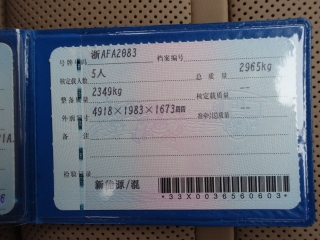 号牌号码 浙AFA2083 档案编号
核定载人数 5人 总质量 2965kg
整备质量 2349kg 核定载质量 --
外廓尺寸 4918×1983×1673mm 准牵引总质量 --
备注
检验记录
新能源/混
*33X0036560603*